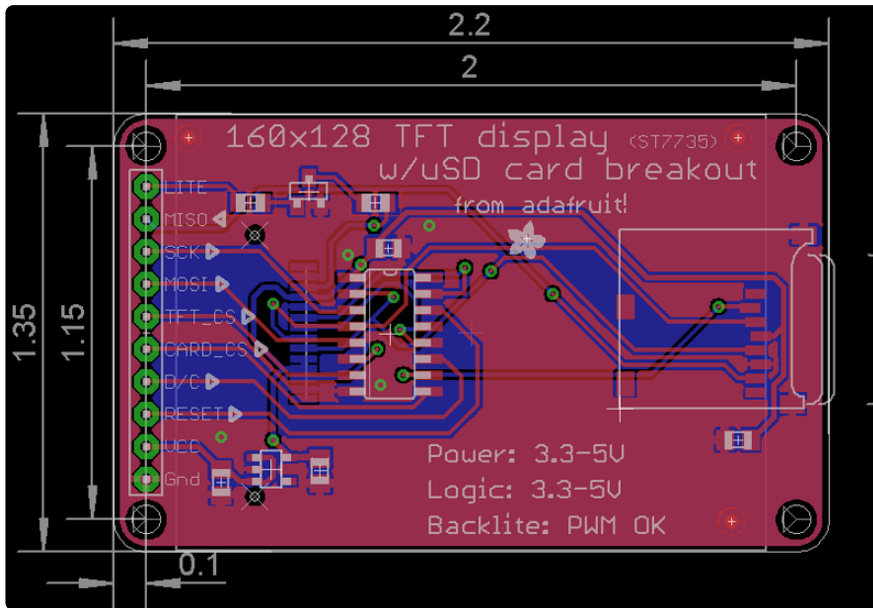 2.2
2
160x128 TFT display (ST7735)
w/uSD card breakout
from adafruit!
LITE
MISO
SCK
MOSI
TFT_CS
CARD_CS
D/C
RESET
VCC
Gnd
1.35
1.15
Power: 3.3-5V
Logic: 3.3-5V
Backlite: PWM OK
0.1